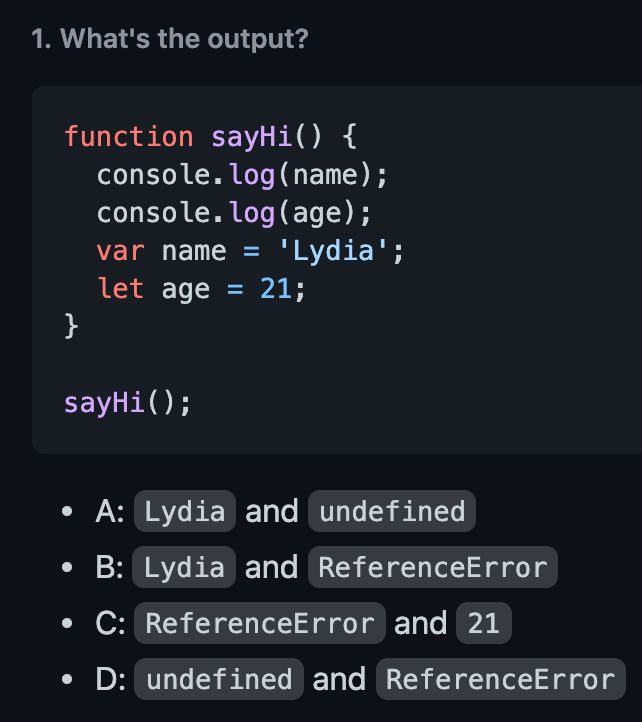 1. What's the output?
function sayHi() {
  console.log(name);
  console.log(age);
  var name = 'Lydia';
  let age = 21;
}
sayHi();
• A: Lydia and undefined
• B: Lydia and ReferenceError
• C: ReferenceError and 21
• D: undefined and ReferenceError